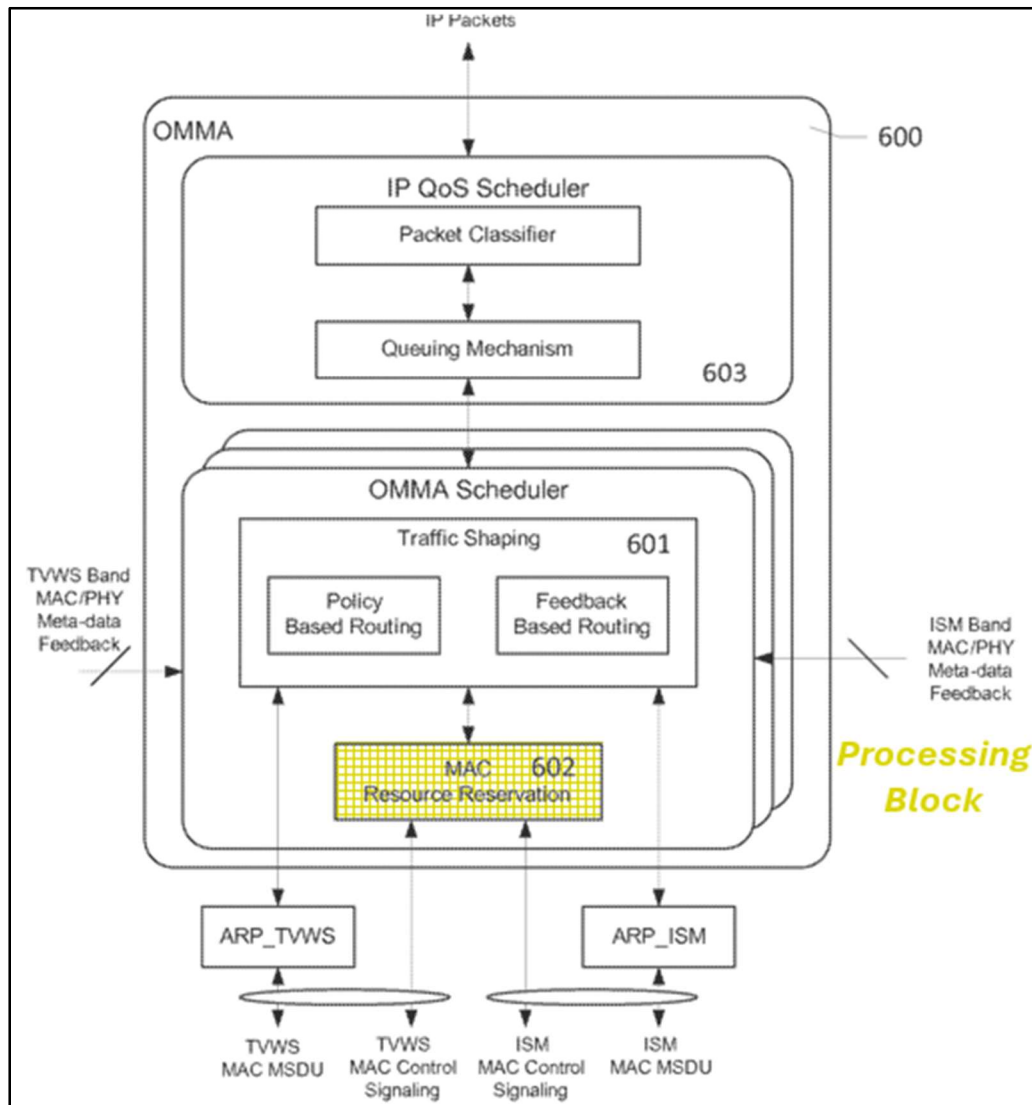 IP Packets
OMMA
600
IP QoS Scheduler
Packet Classifier
Queuing Mechanism
603
OMMA Scheduler
Traffic Shaping
601
Policy
Based Routing
Feedback
Based Routing
TVWS Band
MAC/PHY
Meta-data
Feedback
ISM Band
MAC/PHY
Meta-data
Feedback
MAC 602
Resource Reservation
Processing
Block
ARP_TVWS
ARP_ISM
TVWS
MAC MSDU
TVWS
MAC Control
Signaling
ISM
MAC Control
Signaling
ISM
MAC MSDU